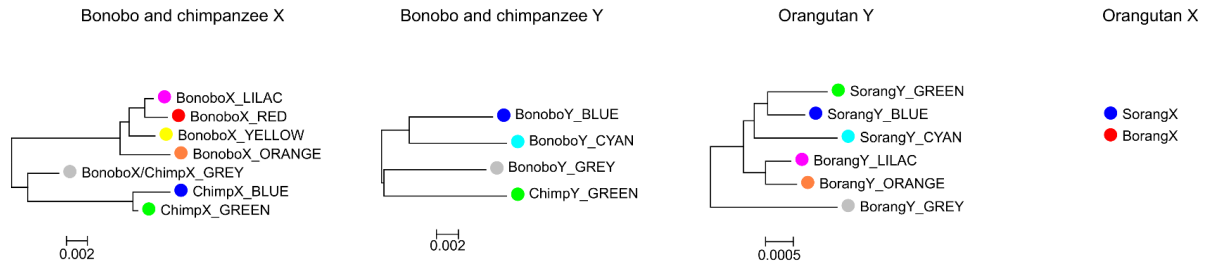 Bonobo and chimpanzee X
Bonobo and chimpanzee Y
Orangutan Y
Orangutan X
BonoboX_LILAC
BonoboX_RED
BonoboX_YELLOW
BonoboX_ORANGE
BonoboX/ChimpX_GREY
ChimpX_BLUE
ChimpX_GREEN
0.002
BonoboY_BLUE
BonoboY_CYAN
BonoboY_GREY
ChimpY_GREEN
0.002
SorangY_GREEN
SorangY_BLUE
SorangY_CYAN
BorangY_LILAC
BorangY_ORANGE
BorangY_GREY
0.0005
SorangX
BorangX